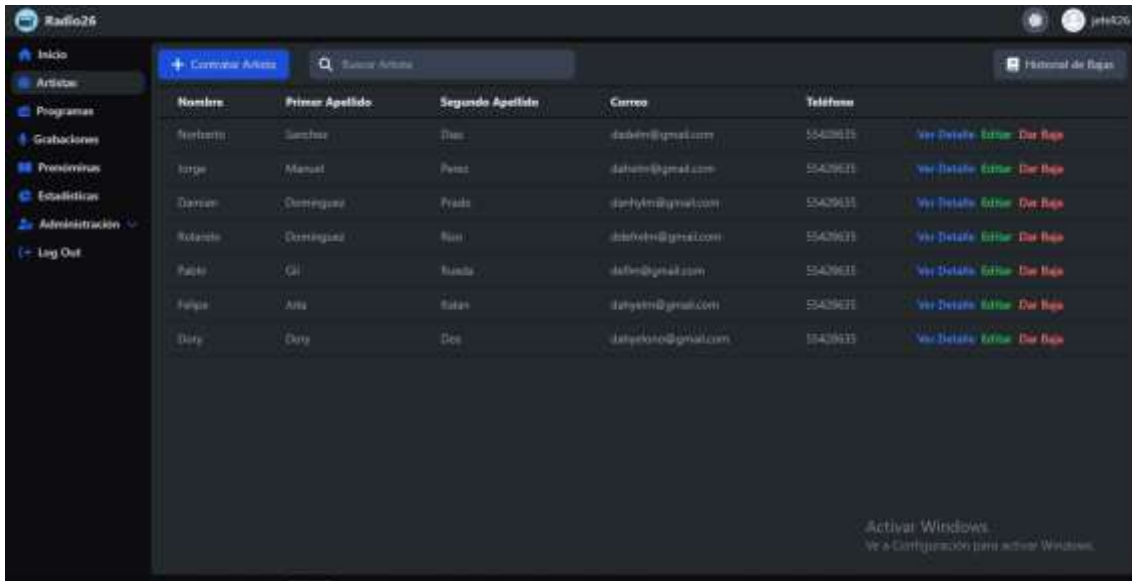 Radio26 jefeR26
Inicio
Artistas
Programas
Grabaciones
Prenóminas
Estadísticas
Administración
Log Out
Contratar Artista Buscar Artista Historial de Bajas
Nombre Primer Apellido Segundo Apellido Correo Teléfono
Norberto Sanchez Dias 55429635 Ver Detalle Editar Dar Baja
Jorge Manuel Perez 55429635 Ver Detalle Editar Dar Baja
Damian Dominguez Prado 55429635 Ver Detalle Editar Dar Baja
Rolando Dominguez 55429635 Ver Detalle Editar Dar Baja
Pablo Gil Rueda 55429635 Ver Detalle Editar Dar Baja
Felipe 55429635 Ver Detalle Editar Dar Baja
Dory Dory Dos 55429635 Ver Detalle Editar Dar Baja
Activar Windows
Ve a Configuración para activar Windows.